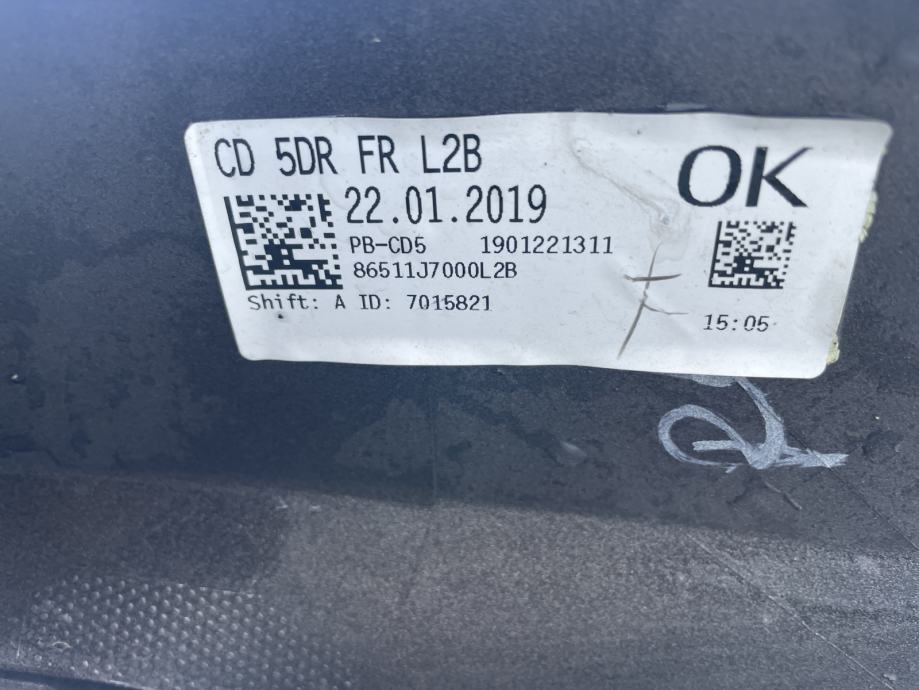 CD 5DR FR L2B
OK
22.01.2019
PB-CD5 1901221311
86511J7000L2B
Shift: A ID: 7015821
15:05